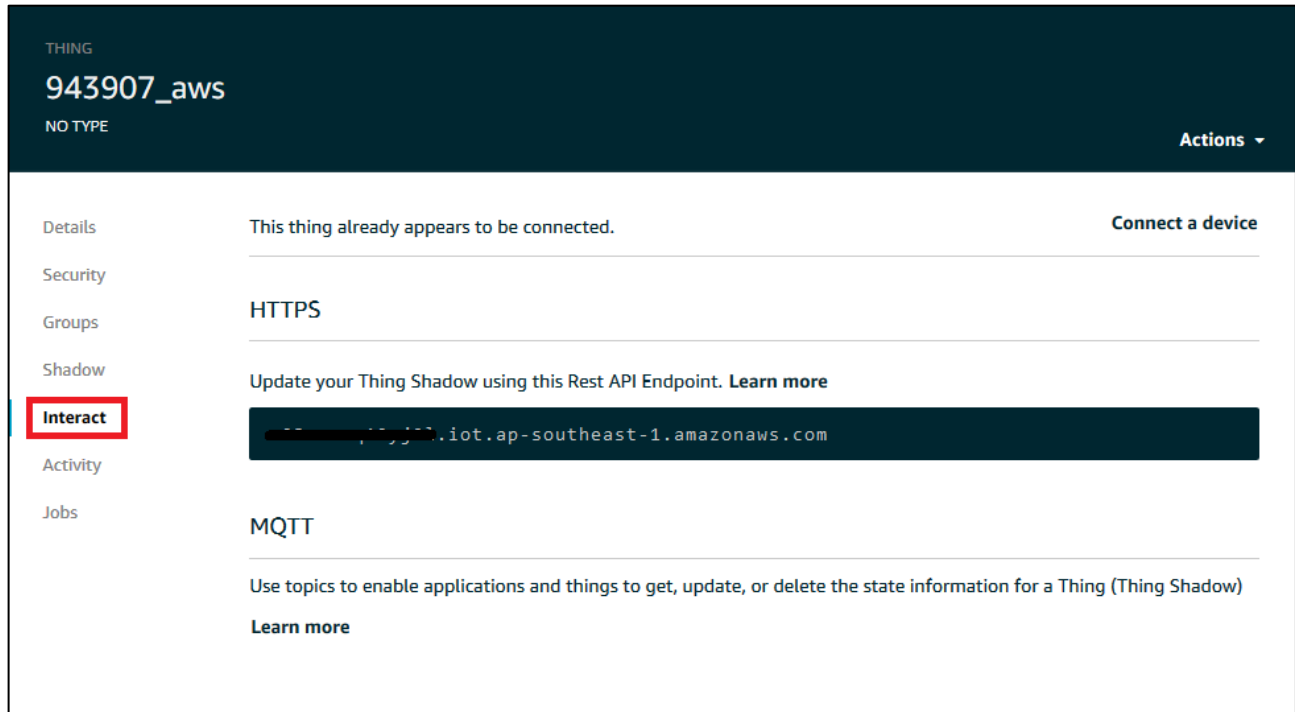 THING
943907_aws
NO TYPE
Actions
Details
Security
Groups
Shadow
Interact
Activity
Jobs
This thing already appears to be connected.
Connect a device
HTTPS
Update your Thing Shadow using this Rest API Endpoint. Learn more
.iot.ap-southeast-1.amazonaws.com
MQTT
Use topics to enable applications and things to get, update, or delete the state information for a Thing (Thing Shadow)
Learn more